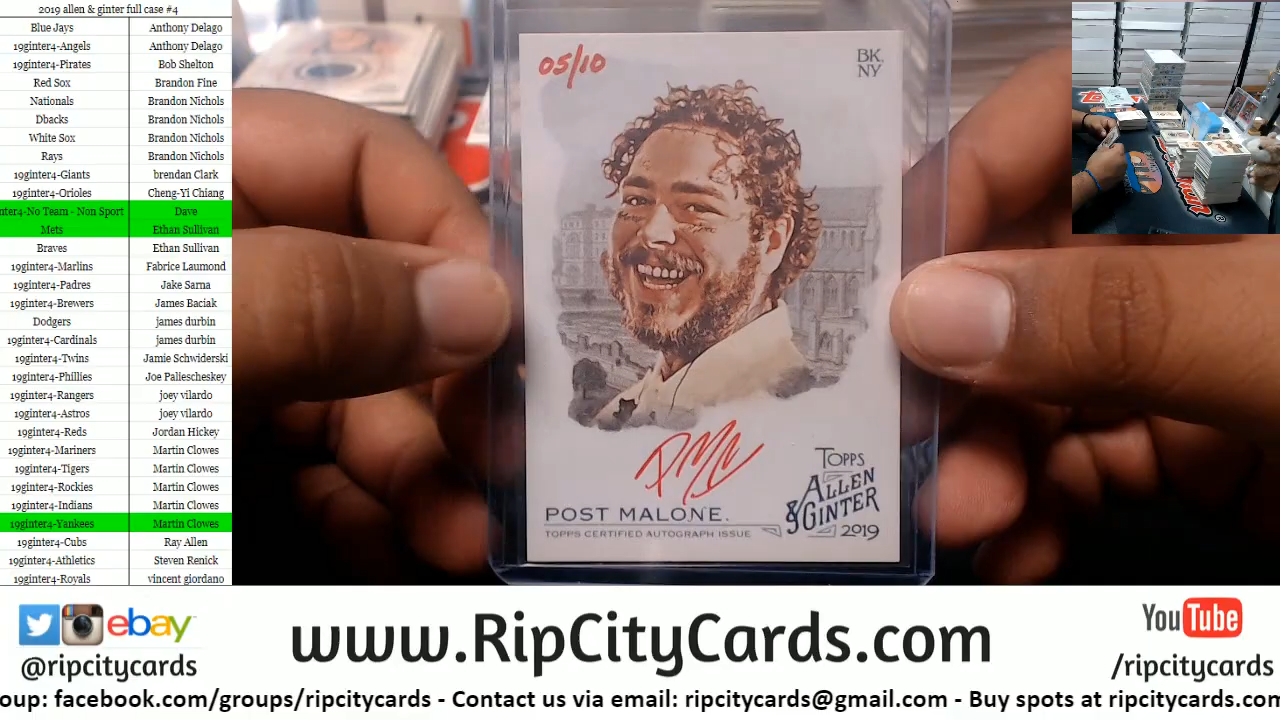 2019 allen & ginter full case #4
Blue Jays Anthony Delago
19ginter4-Angels Anthony Delago
19ginter4-Pirates Bob Shelton
Red Sox Brandon Fine
Nationals Brandon Nichols
Dbacks Brandon Nichols
White Sox Brandon Nichols
Rays Brandon Nichols
19ginter4-Giants brendan Clark
19ginter4-Orioles Cheng-Yi Chiang
nter4-No Team - Non Sport Dave
Mets Ethan Sullivan
Braves Ethan Sullivan
19ginter4-Marlins Fabrice Laumond
19ginter4-Padres Jake Sarna
19ginter4-Brewers James Baciak
Dodgers james durbin
19ginter4-Cardinals james durbin
19ginter4-Twins Jamie Schwiderski
19ginter4-Phillies Joe Paliescheskey
19ginter4-Rangers joey vilardo
19ginter4-Astros joey vilardo
19ginter4-Reds Jordan Hickey
19ginter4-Mariners Martin Clowes
19ginter4-Tigers Martin Clowes
19ginter4-Rockies Martin Clowes
19ginter4-Indians Martin Clowes
19ginter4-Yankees Martin Clowes
19ginter4-Cubs Ray Allen
19ginter4-Athletics Steven Renick
19ginter4-Royals vincent giordano
05/10
BK,
NY
POST MALONE.
TOPPS CERTIFIED AUTOGRAPH ISSUE
TOPPS
ALLEN
& GINTER
2019
ebay
@ripcitycards
www.RipCityCards.com
YouTube
/ripcitycards
oup: facebook.com/groups/ripcitycards - Contact us via email: ripcitycards@gmail.com - Buy spots at ripcitycards.com